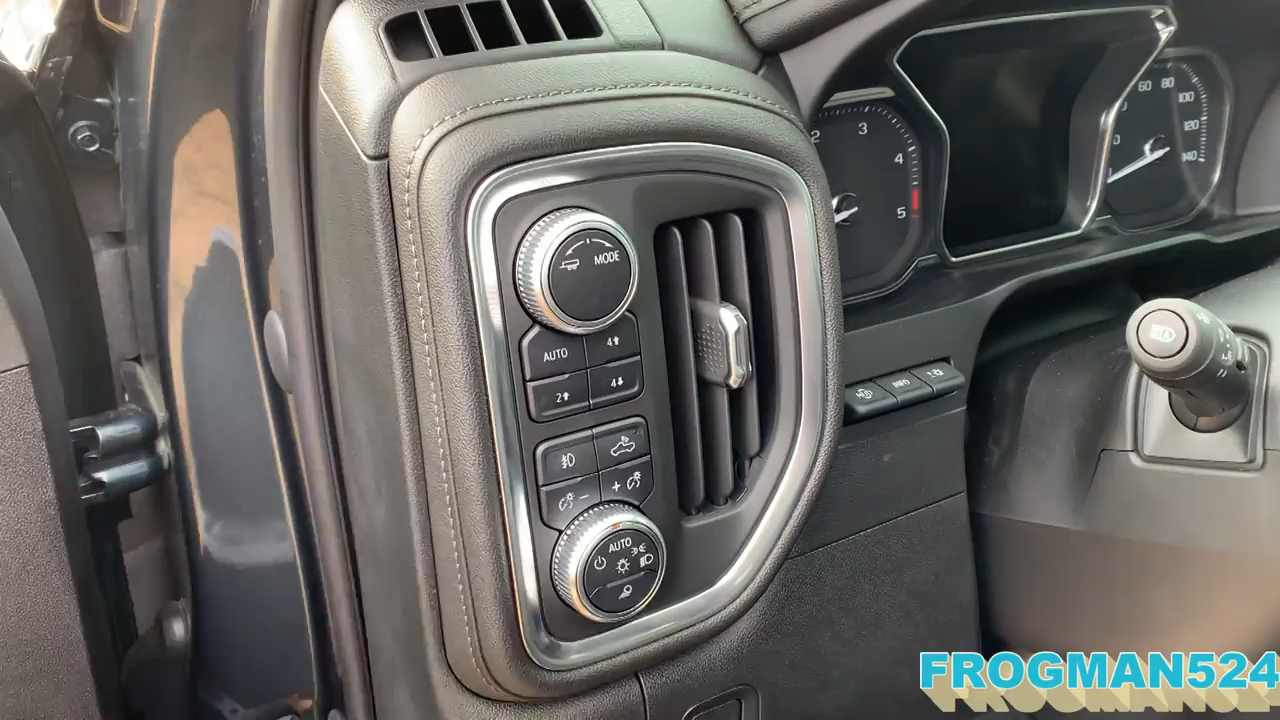 MODE
AUTO 4
2 4
- +
AUTO
2 3 4 5
60 80 100 120 140
INFO
FROGMAN524